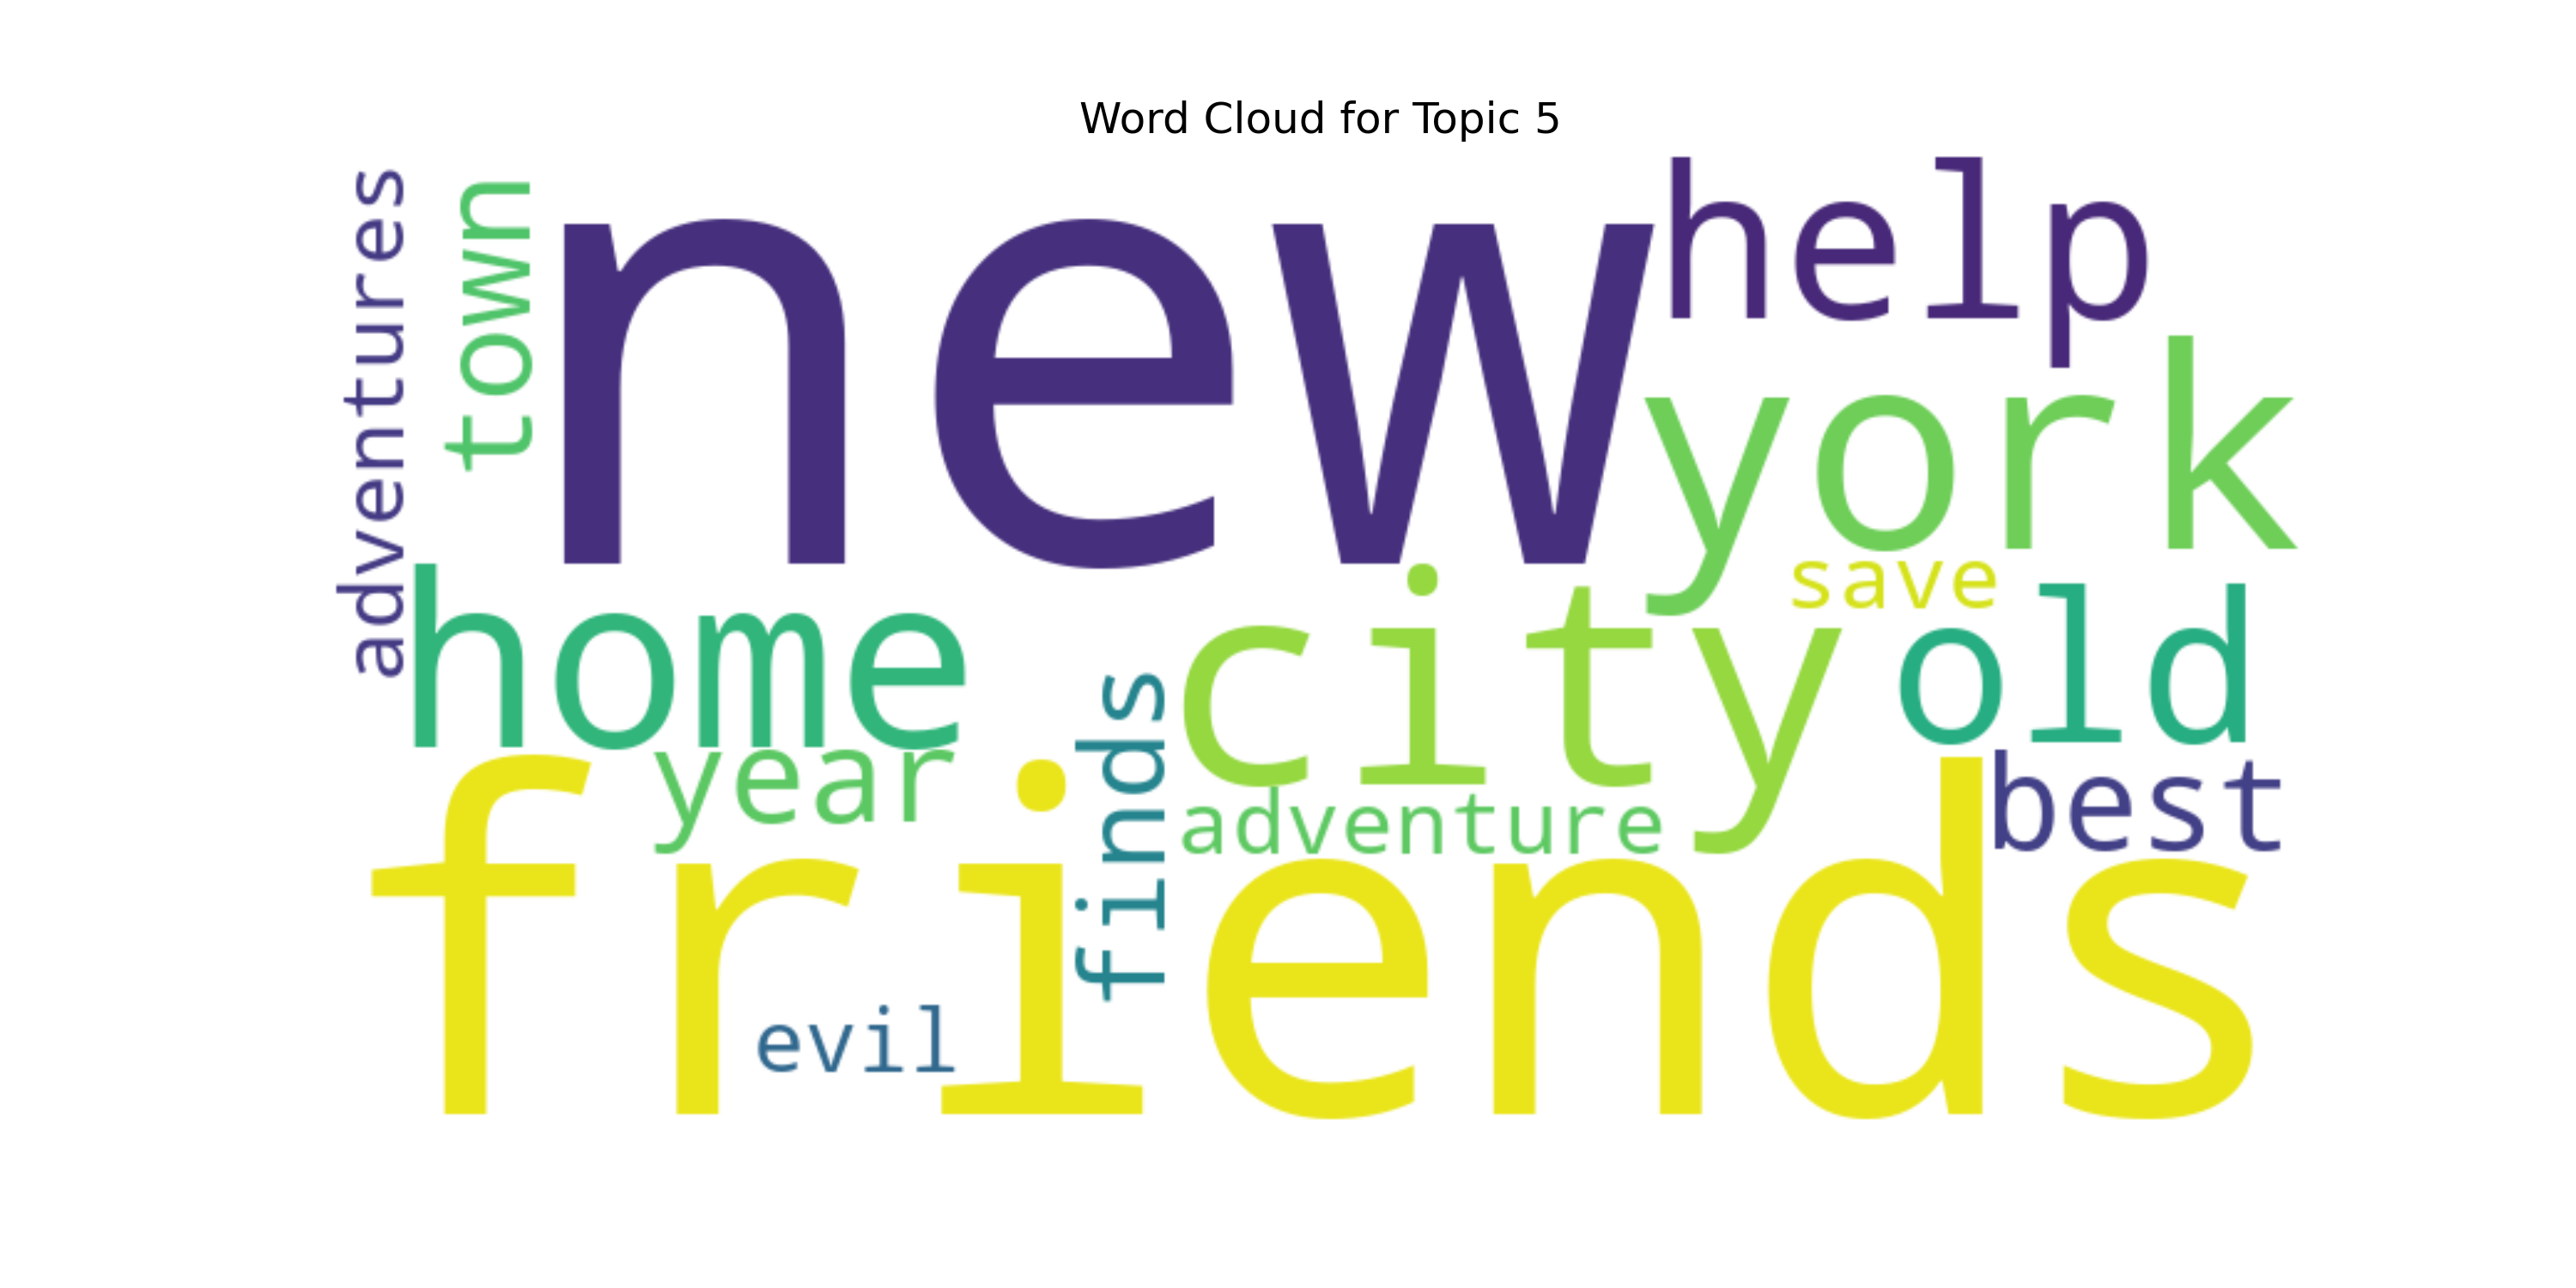 Word Cloud for Topic 5
adventures
town
new
help
york
save
home
city
old
finds
year
adventure
best
friends
evil